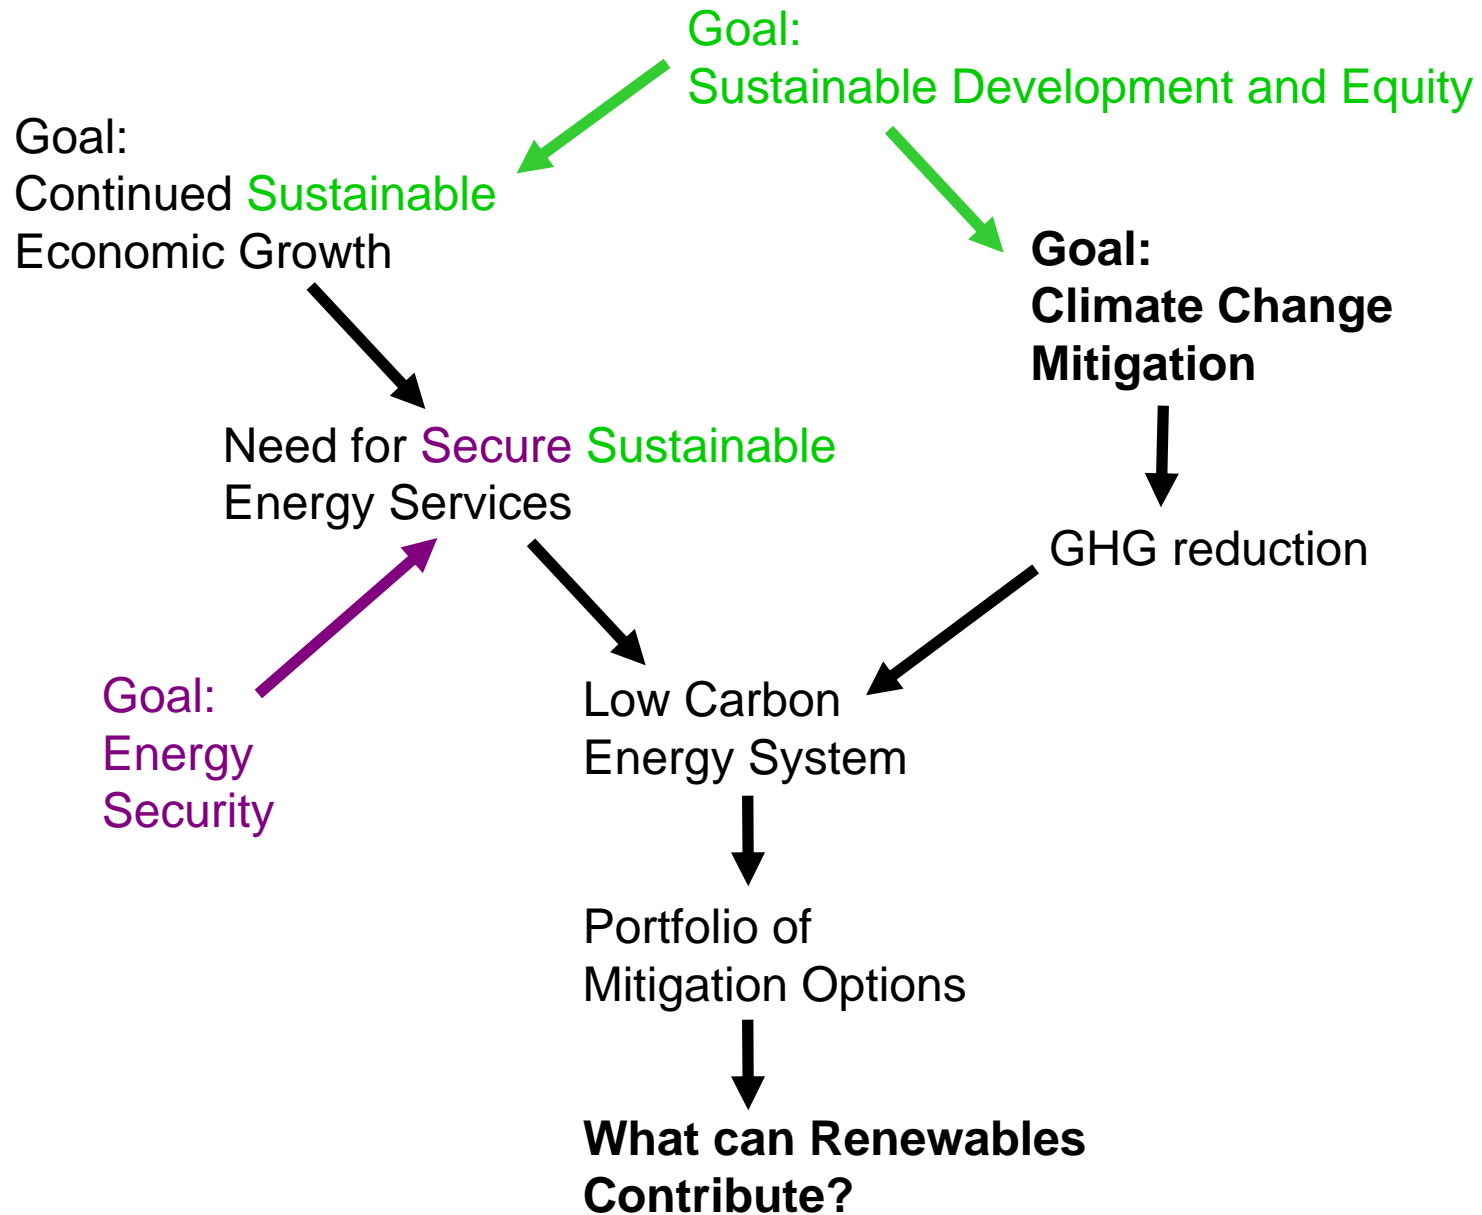 Goal:
Sustainable Development and Equity
Goal:
Continued Sustainable
Economic Growth
Goal:
Climate Change
Mitigation
Need for Secure Sustainable
Energy Services
GHG reduction
Goal:
Energy
Security
Low Carbon
Energy System
Portfolio of
Mitigation Options
What can Renewables
Contribute?